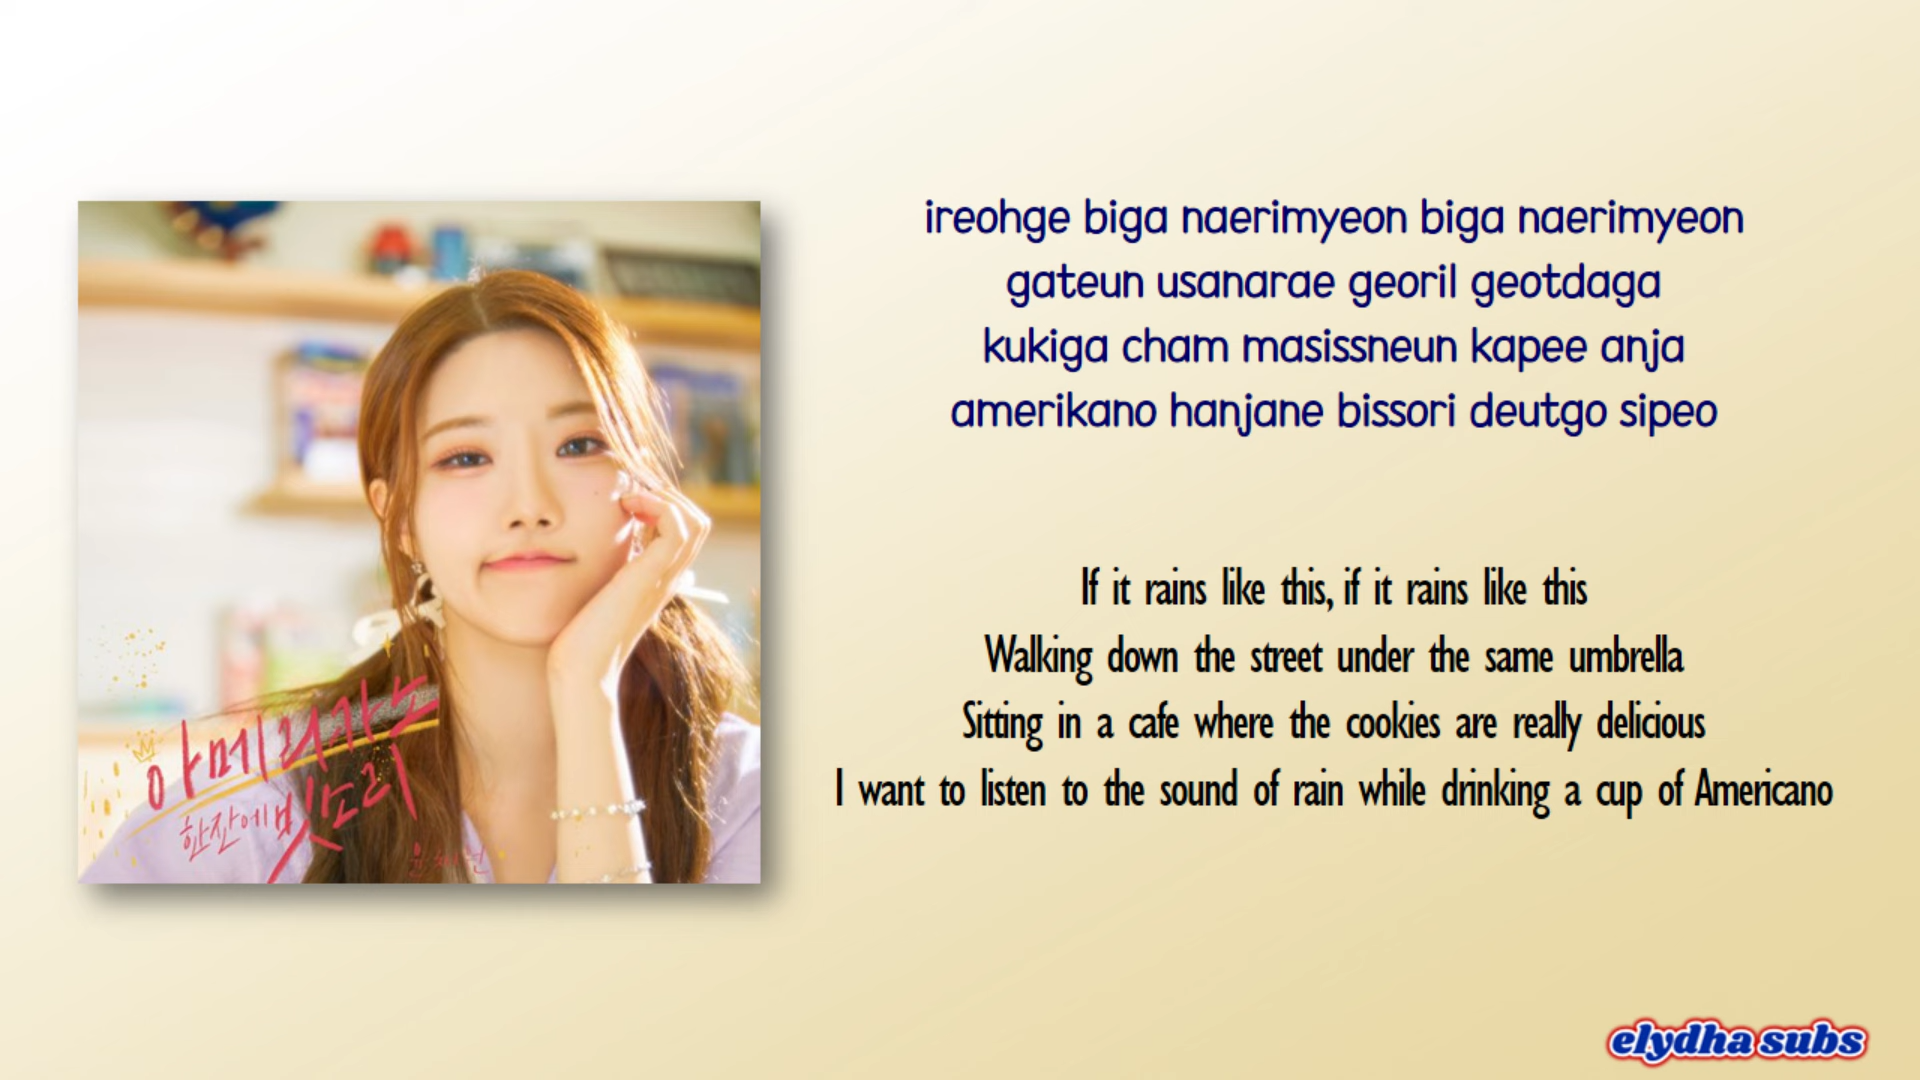 아메리카노
한잔에 빗소리
ireohge biga naerimyeon biga naerimyeon
gateun usanarae georil geotdaga
kukiga cham masissneun kapee anja
amerikano hanjane bissori deutgo sipeo
If it rains like this, if it rains like this
Walking down the street under the same umbrella
Sitting in a cafe where the cookies are really delicious
I want to listen to the sound of rain while drinking a cup of Americano
elydha subs